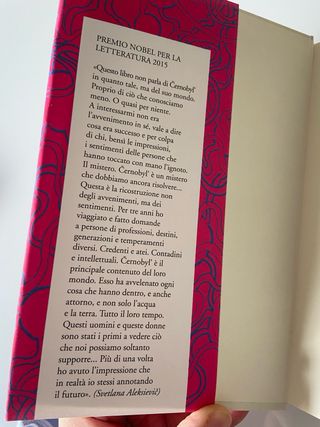 PREMIO NOBEL PER LA
LETTERATURA 2015
«Questo libro non parla di Černobyl'
in quanto tale, ma del suo mondo.
Proprio di ciò che conosciamo
meno. O quasi per niente.
A interessarmi non era
l'avvenimento in sé, vale a dire
cosa era successo e per colpa
di chi, bensì le impressioni,
i sentimenti delle persone che
hanno toccato con mano l'ignoto.
Il mistero. Černobyl' è un mistero
che dobbiamo ancora risolvere...
Questa è la ricostruzione non
degli avvenimenti, ma dei
sentimenti. Per tre anni ho
viaggiato e fatto domande
a persone di professioni, destini,
generazioni e temperamenti
diversi. Credenti e atei. Contadini
e intellettuali. Černobyl' è il
principale contenuto del loro
mondo. Esso ha avvelenato ogni
cosa che hanno dentro, e anche
attorno, e non solo l'acqua
e la terra. Tutto il loro tempo.
Questi uomini e queste donne
sono stati i primi a vedere ciò
che noi possiamo soltanto
supporre... Più di una volta
ho avuto l'impressione che
in realtà io stessi annotando
il futuro». (Svetlana Aleksievič)